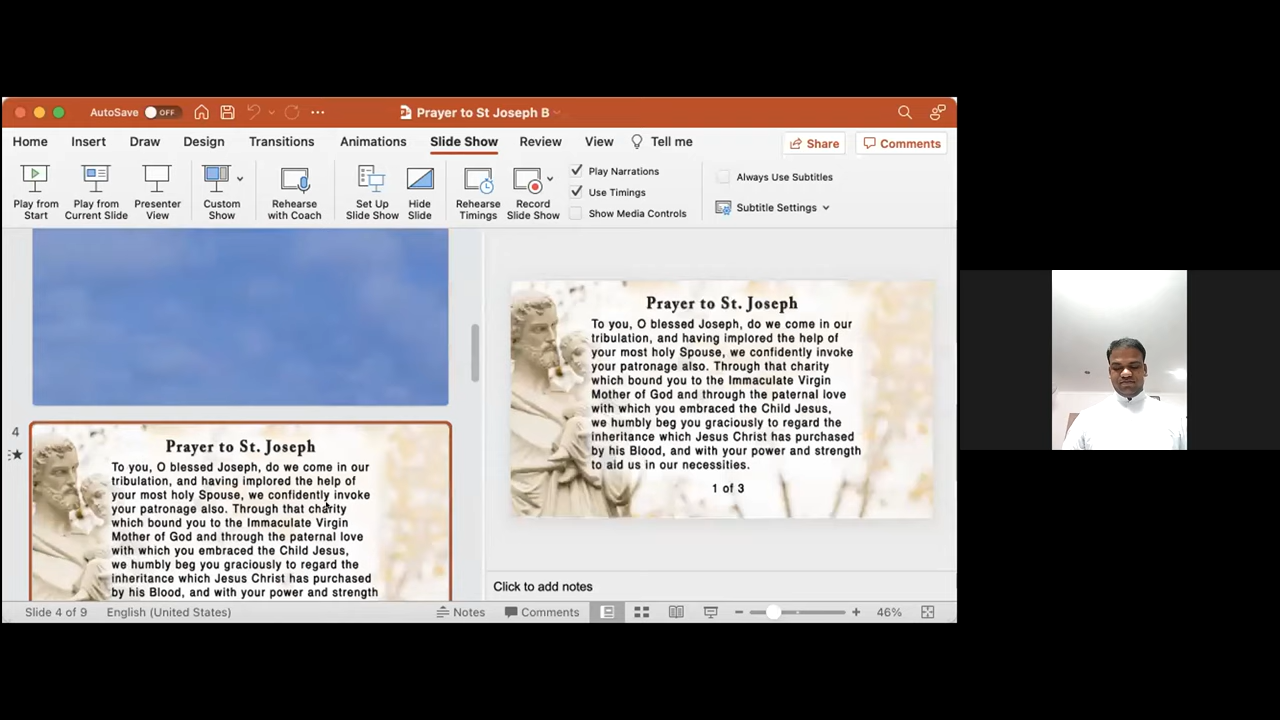 AutoSave OFF
Prayer to St Joseph B
Home Insert Draw Design Transitions Animations Slide Show Review View Tell me
Share Comments
Play from Start
Play from Current Slide
Presenter View
Custom Show
Rehearse with Coach
Set Up Slide Show
Hide Slide
Rehearse Timings
Record Slide Show
Play Narrations
Use Timings
Show Media Controls
Always Use Subtitles
Subtitle Settings
4
Prayer to St. Joseph
To you, O blessed Joseph, do we come in our
tribulation, and having implored the help of
your most holy Spouse, we confidently invoke
your patronage also. Through that charity
which bound you to the Immaculate Virgin
Mother of God and through the paternal love
with which you embraced the Child Jesus,
we humbly beg you graciously to regard the
inheritance which Jesus Christ has purchased
by his Blood, and with your power and strength
Prayer to St. Joseph
To you, O blessed Joseph, do we come in our
tribulation, and having implored the help of
your most holy Spouse, we confidently invoke
your patronage also. Through that charity
which bound you to the Immaculate Virgin
Mother of God and through the paternal love
with which you embraced the Child Jesus,
we humbly beg you graciously to regard the
inheritance which Jesus Christ has purchased
by his Blood, and with your power and strength
to aid us in our necessities.
1 of 3
Click to add notes
Slide 4 of 9 English (United States) Notes Comments 46%